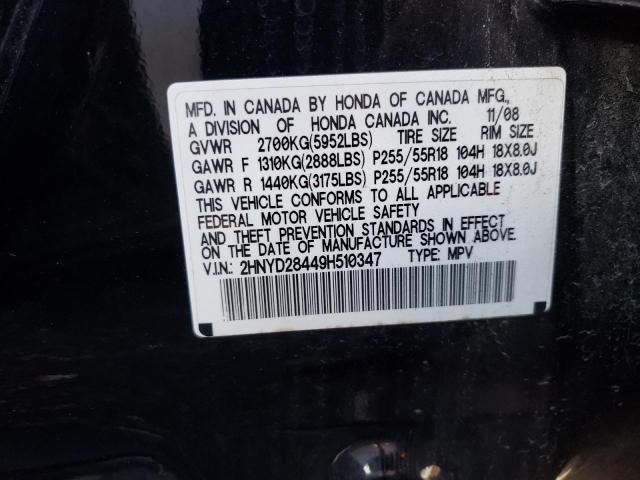 MFD. IN CANADA BY HONDA OF CANADA MFG.,
A DIVISION OF HONDA CANADA INC. 11/08
GVWR 2700KG(5952LBS) TIRE SIZE RIM SIZE
GAWR F 1310KG(2888LBS) P255/55R18 104H 18X8.0J
GAWR R 1440KG(3175LBS) P255/55R18 104H 18X8.0J
THIS VEHICLE CONFORMS TO ALL APPLICABLE
FEDERAL MOTOR VEHICLE SAFETY
AND THEFT PREVENTION STANDARDS IN EFFECT
ON THE DATE OF MANUFACTURE SHOWN ABOVE.
V.I.N.: 2HNYD28449H510347 TYPE: MPV